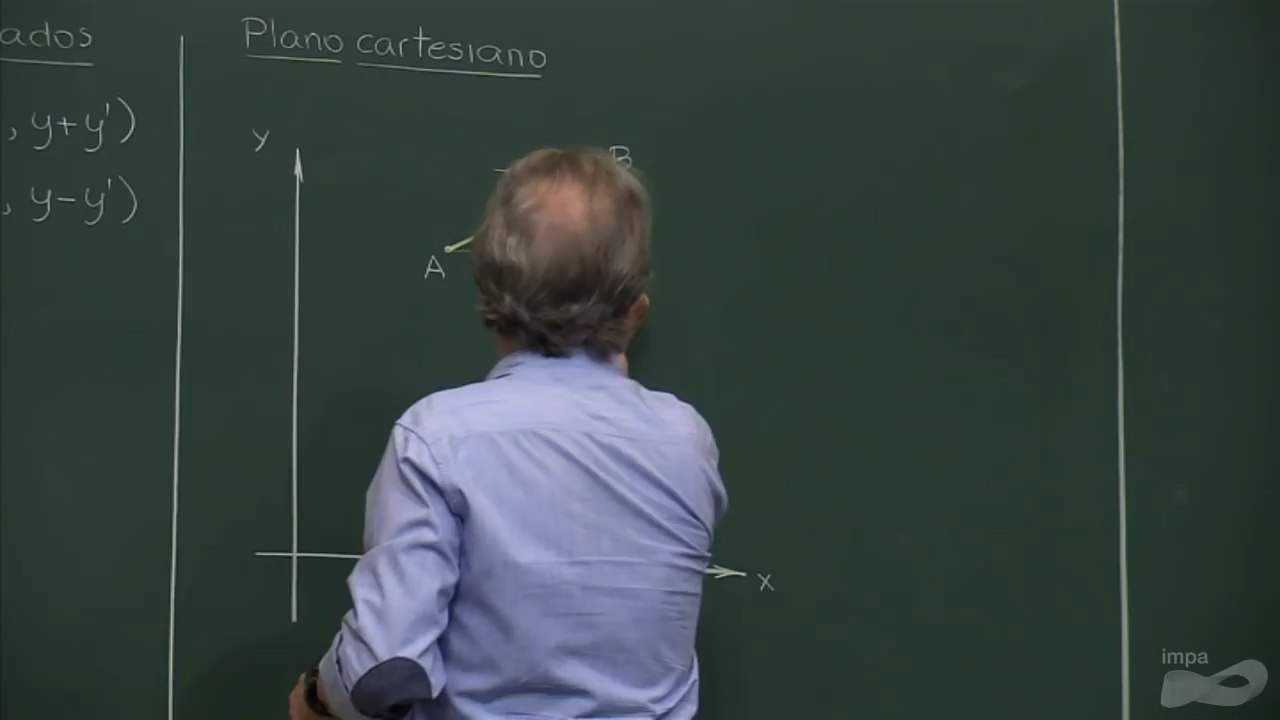 ados
, y+y')
, y-y')
Plano cartesiano
y
B
A
x
impa